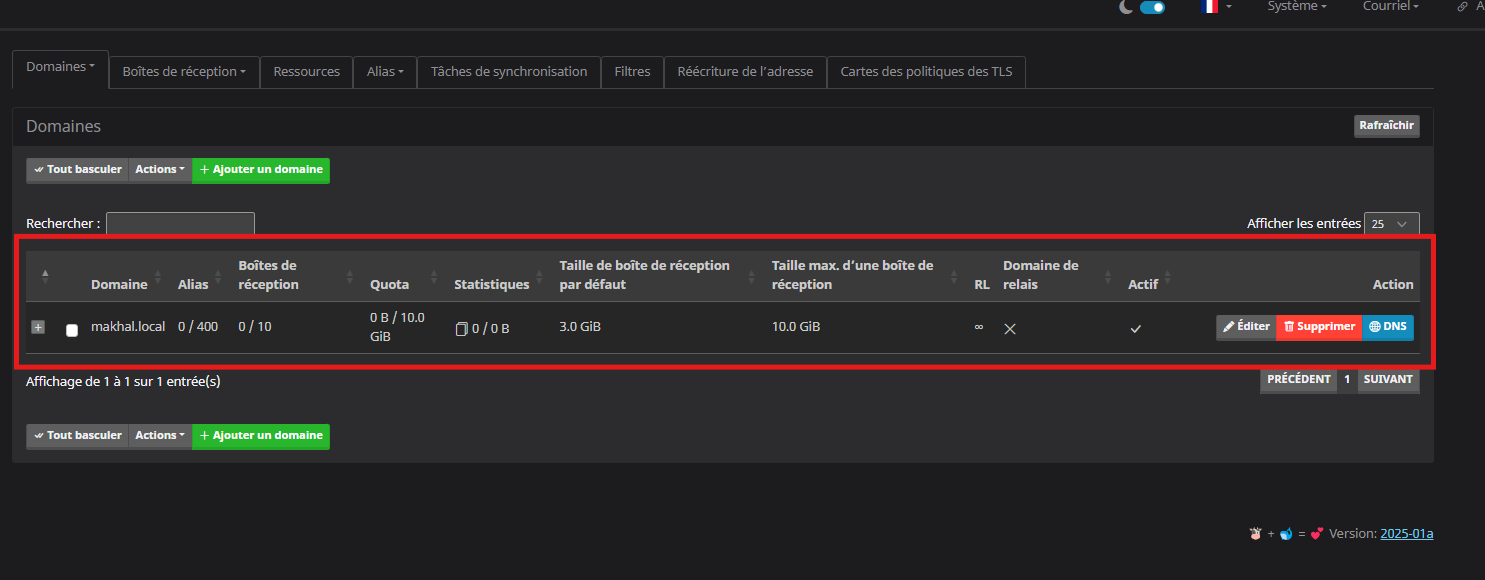 Système Courriel A
Domaines Boîtes de réception Ressources Alias Tâches de synchronisation Filtres Réécriture de l'adresse Cartes des politiques des TLS
Domaines Rafraîchir
Tout basculer Actions + Ajouter un domaine
Rechercher : Afficher les entrées 25
Domaine Alias Boîtes de réception Quota Statistiques Taille de boîte de réception par défaut Taille max. d'une boîte de réception RL Domaine de relais Actif Action
makhal.local 0 / 400 0 / 10 0 B / 10.0 GiB 0 / 0 B 3.0 GiB 10.0 GiB ∞ Éditer Supprimer DNS
Affichage de 1 à 1 sur 1 entrée(s) PRÉCÉDENT 1 SUIVANT
Tout basculer Actions + Ajouter un domaine
🐮 + 🐋 = 💕 Version: 2025-01a